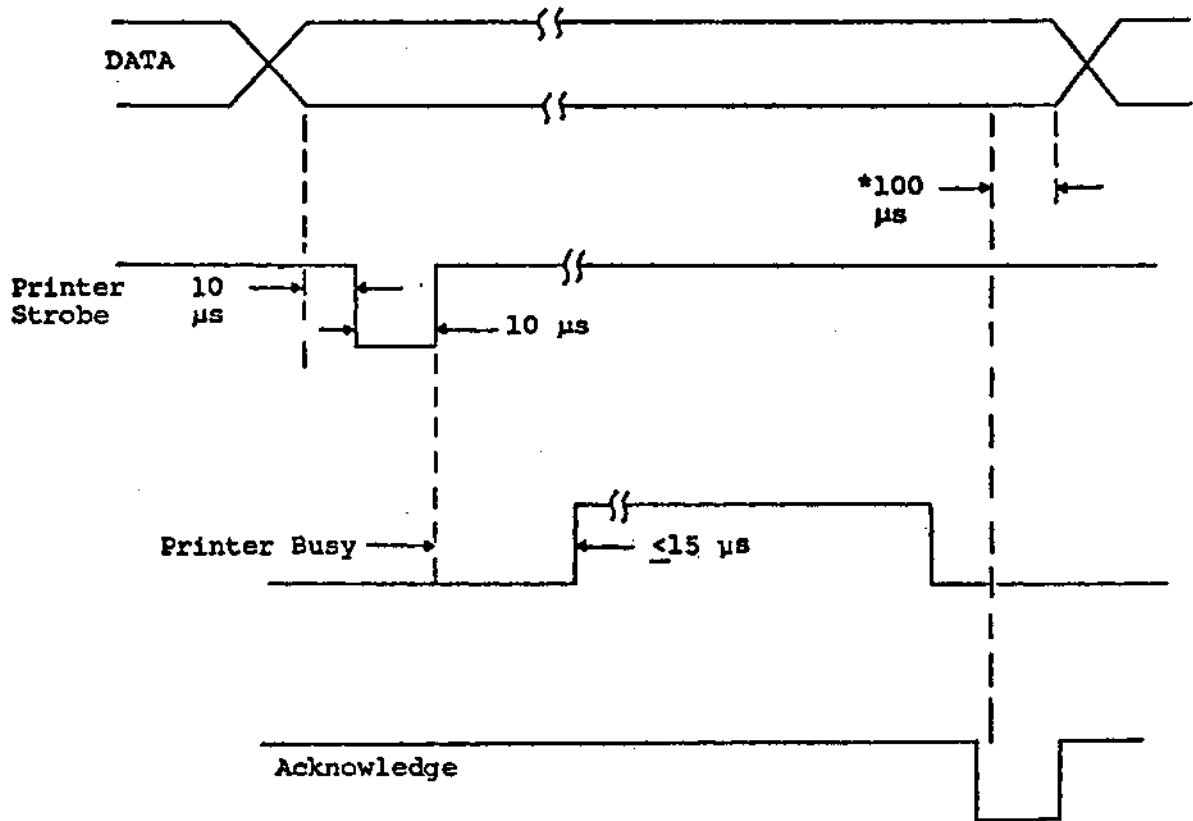 DATA
*100
µs
Printer 10
Strobe µs
10 µs
Printer Busy
≤15 µs
Acknowledge